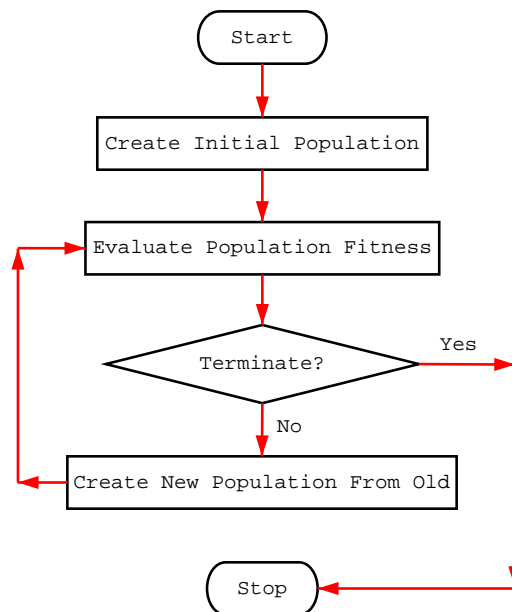 Start
Create Initial Population
Evaluate Population Fitness
Terminate?
Yes
No
Create New Population From Old
Stop